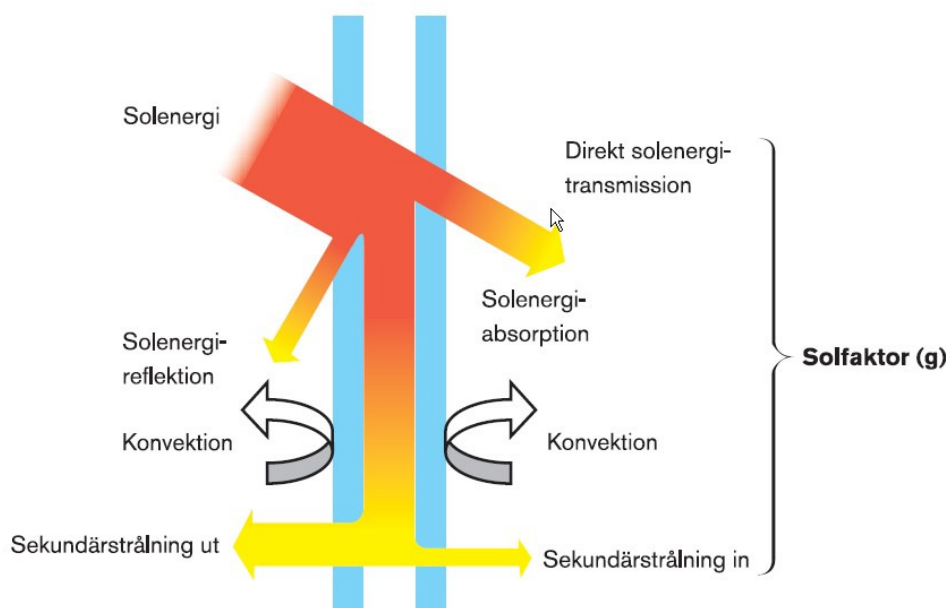 Solenergi
Direkt solenergi-
transmission
Solenergi-
absorption
Solenergi-
reflektion
Solfaktor (g)
Konvektion
Konvektion
Sekundärstrålning ut
Sekundärstrålning in